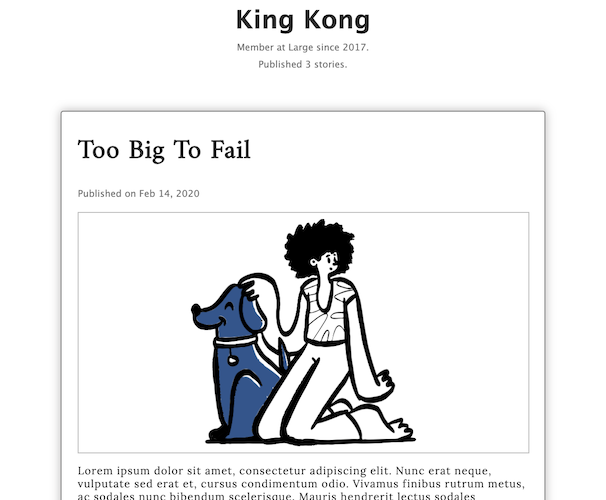 King Kong
Member at Large since 2017.
Published 3 stories.
Too Big To Fail
Published on Feb 14, 2020
Lorem ipsum dolor sit amet, consectetur adipiscing elit. Nunc erat neque,
vulputate sed erat et, cursus condimentum odio. Vivamus finibus rutrum metus,
ac sodales nunc bibendum scelerisque. Mauris hendrerit lectus sodales